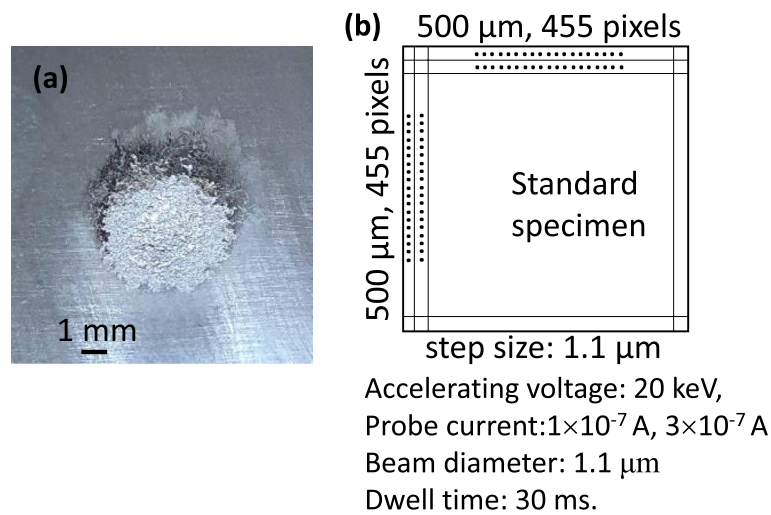 (a)
1 mm
(b)
500 µm, 455 pixels
500 µm, 455 pixels
Standard
specimen
step size: 1.1 µm
Accelerating voltage: 20 keV,
Probe current:1×10⁻⁷ A, 3×10⁻⁷ A
Beam diameter: 1.1 µm
Dwell time: 30 ms.